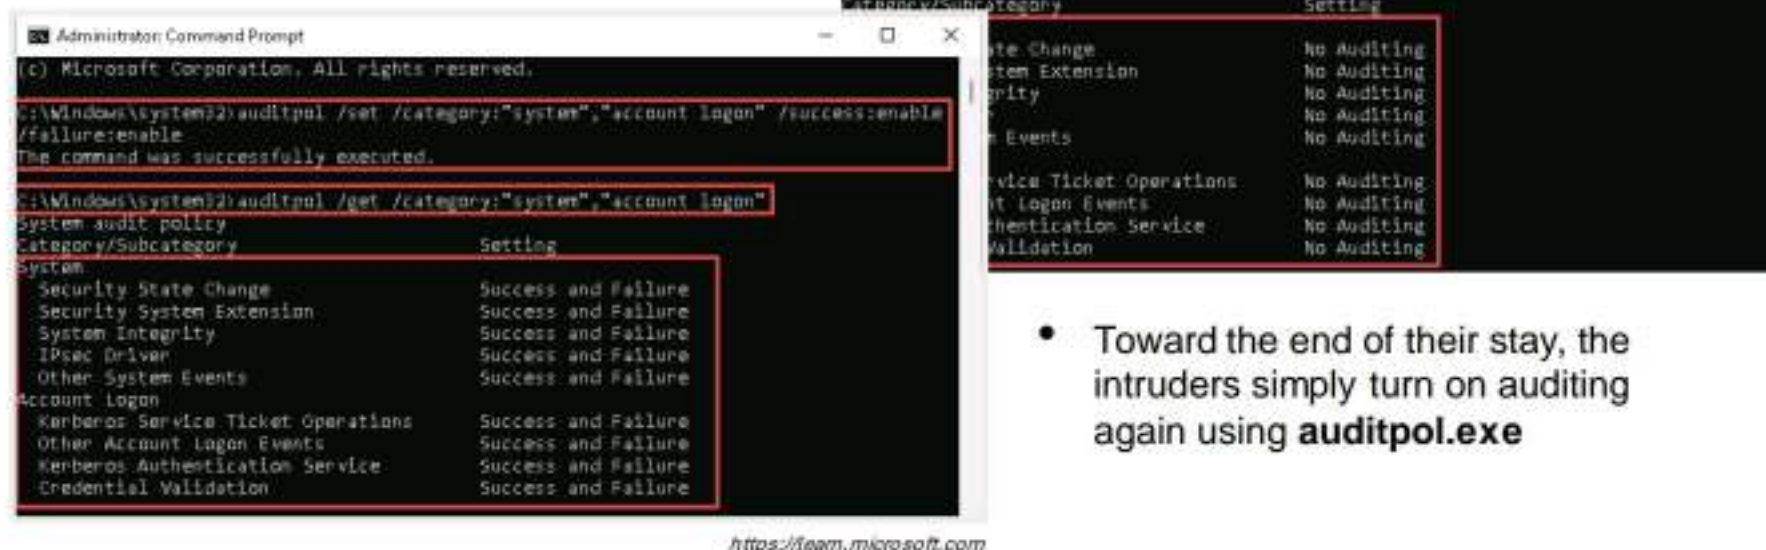 Administrator: Command Prompt
(c) Microsoft Corporation. All rights reserved.
C:\Windows\system32>auditpol /set /category:"system","account logon" /success:enable
/failure:enable
The command was successfully executed.
C:\Windows\system32>auditpol /get /category:"system","account logon"
System audit policy
Category/Subcategory Setting
System
Security State Change Success and Failure
Security System Extension Success and Failure
System Integrity Success and Failure
IPsec Driver Success and Failure
Other System Events Success and Failure
Account Logon
Kerberos Service Ticket Operations Success and Failure
Other Account Logon Events Success and Failure
Kerberos Authentication Service Success and Failure
Credential Validation Success and Failure
https://learn.microsoft.com
Category/Subcategory Setting
Change No Auditing
Extension No Auditing
No Auditing
No Auditing
Events No Auditing
Ticket Operations No Auditing
Logon Events No Auditing
Service No Auditing
No Auditing
• Toward the end of their stay, the
intruders simply turn on auditing
again using auditpol.exe